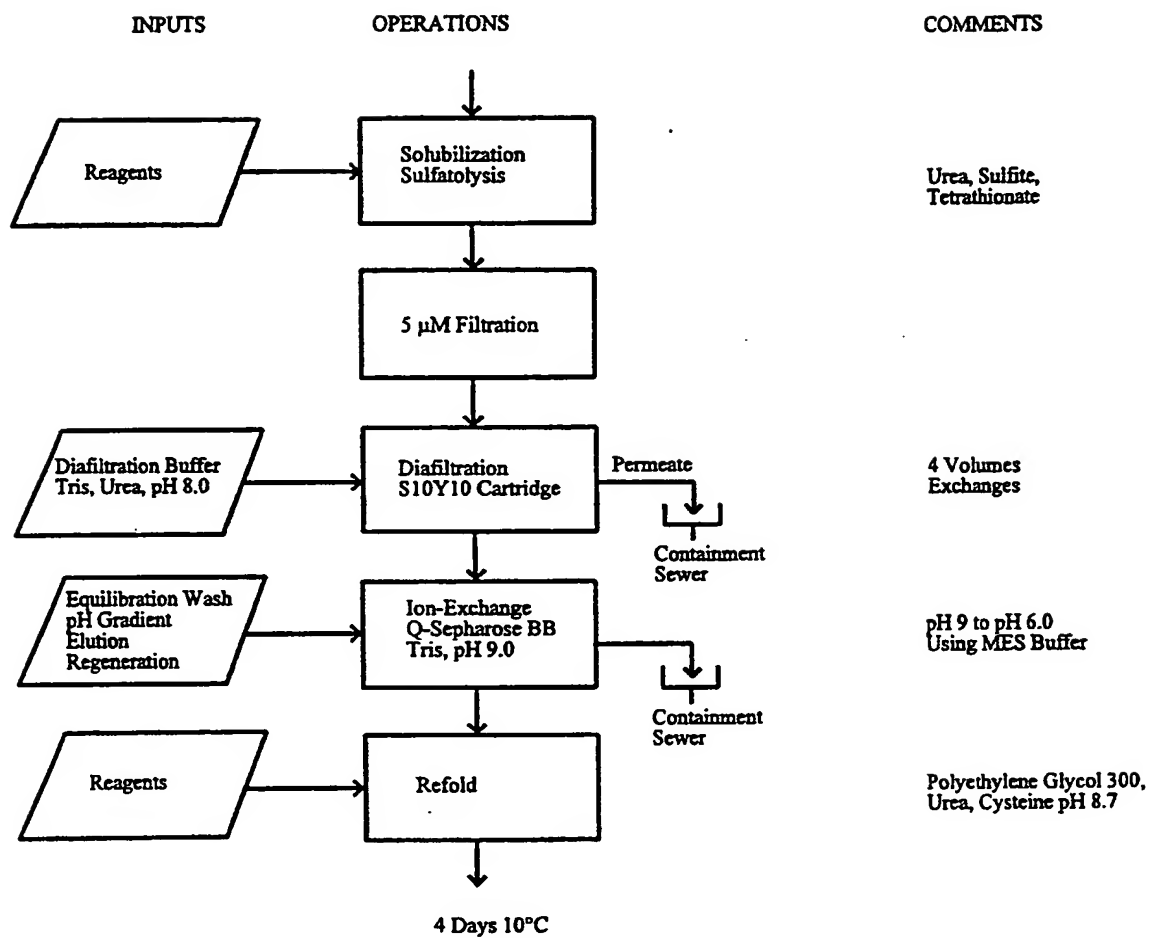 INPUTS
OPERATIONS
COMMENTS
Reagents
Solubilization
Sulfatolysis
Urea, Sulfite,
Tetrathionate
5 µM Filtration
Diafiltration Buffer
Tris, Urea, pH 8.0
Diafiltration
S10Y10 Cartridge
Permeate
Containment
Sewer
4 Volumes
Exchanges
Equilibration Wash
pH Gradient
Elution
Regeneration
Ion-Exchange
Q-Sepharose BB
Tris, pH 9.0
Containment
Sewer
pH 9 to pH 6.0
Using MES Buffer
Reagents
Refold
Polyethylene Glycol 300,
Urea, Cysteine pH 8.7
4 Days 10°C